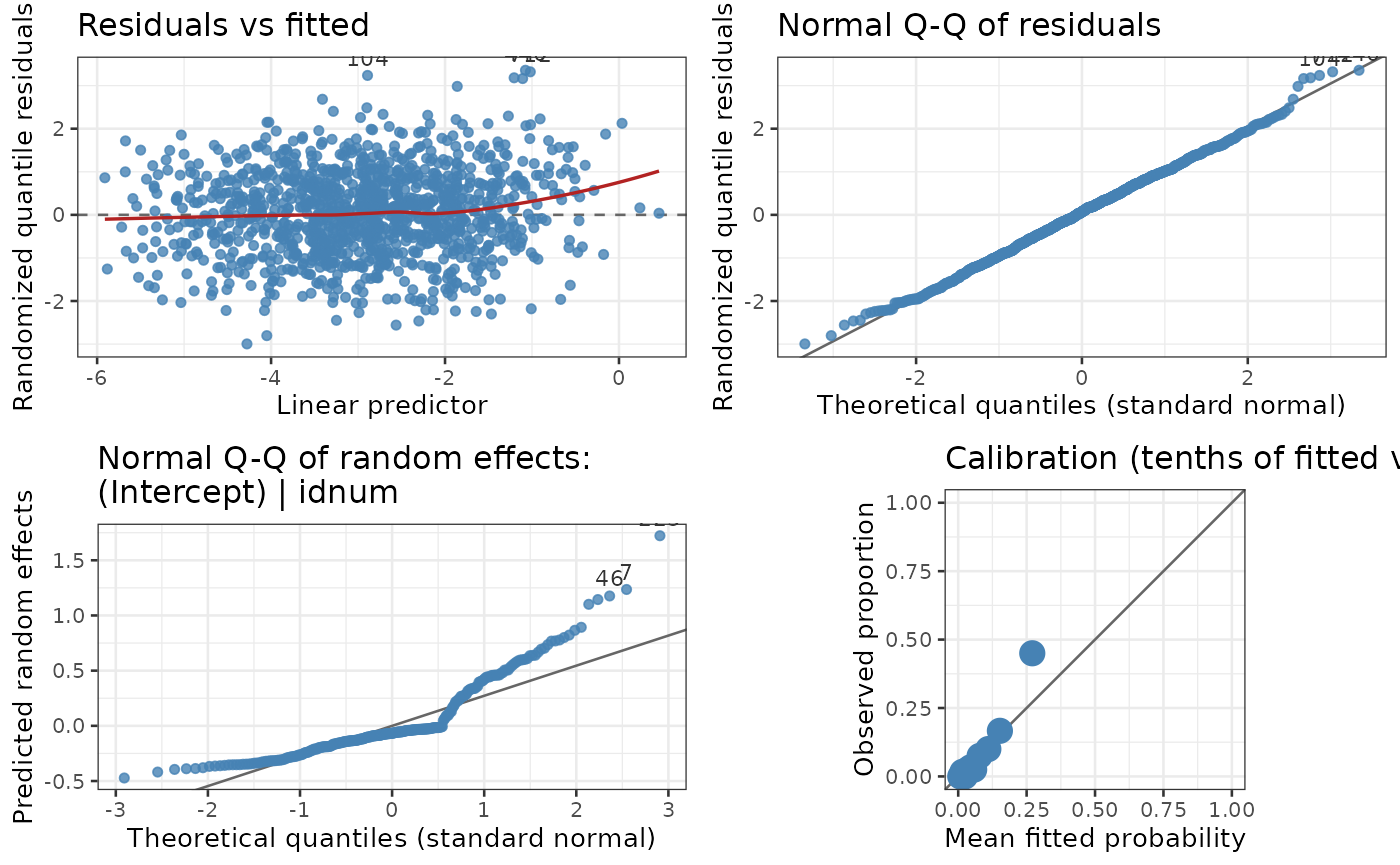 Residuals vs fitted
Randomized quantile residuals
104
2
0
-2
-6
-4
-2
0
Linear predictor
Normal Q-Q of residuals
Randomized quantile residuals
2
0
-2
-2
0
2
Theoretical quantiles (standard normal)
Normal Q-Q of random effects:
(Intercept) | idnum
Predicted random effects
46
7
1.5
1.0
0.5
0.0
-0.5
-3
-2
-1
0
1
2
3
Theoretical quantiles (standard normal)
Calibration (tenths of fitted v
Observed proportion
1.00
0.75
0.50
0.25
0.00
0.00
0.25
0.50
0.75
1.00
Mean fitted probability